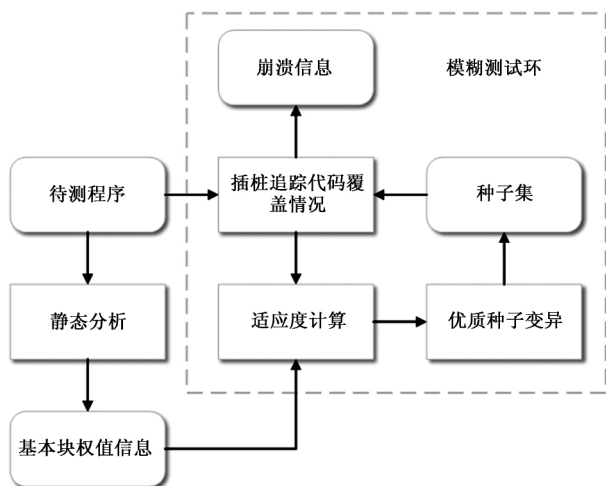 崩溃信息
模糊测试环
待测程序
插桩追踪代码覆
盖情况
种子集
静态分析
适应度计算
优质种子变异
基本块权值信息